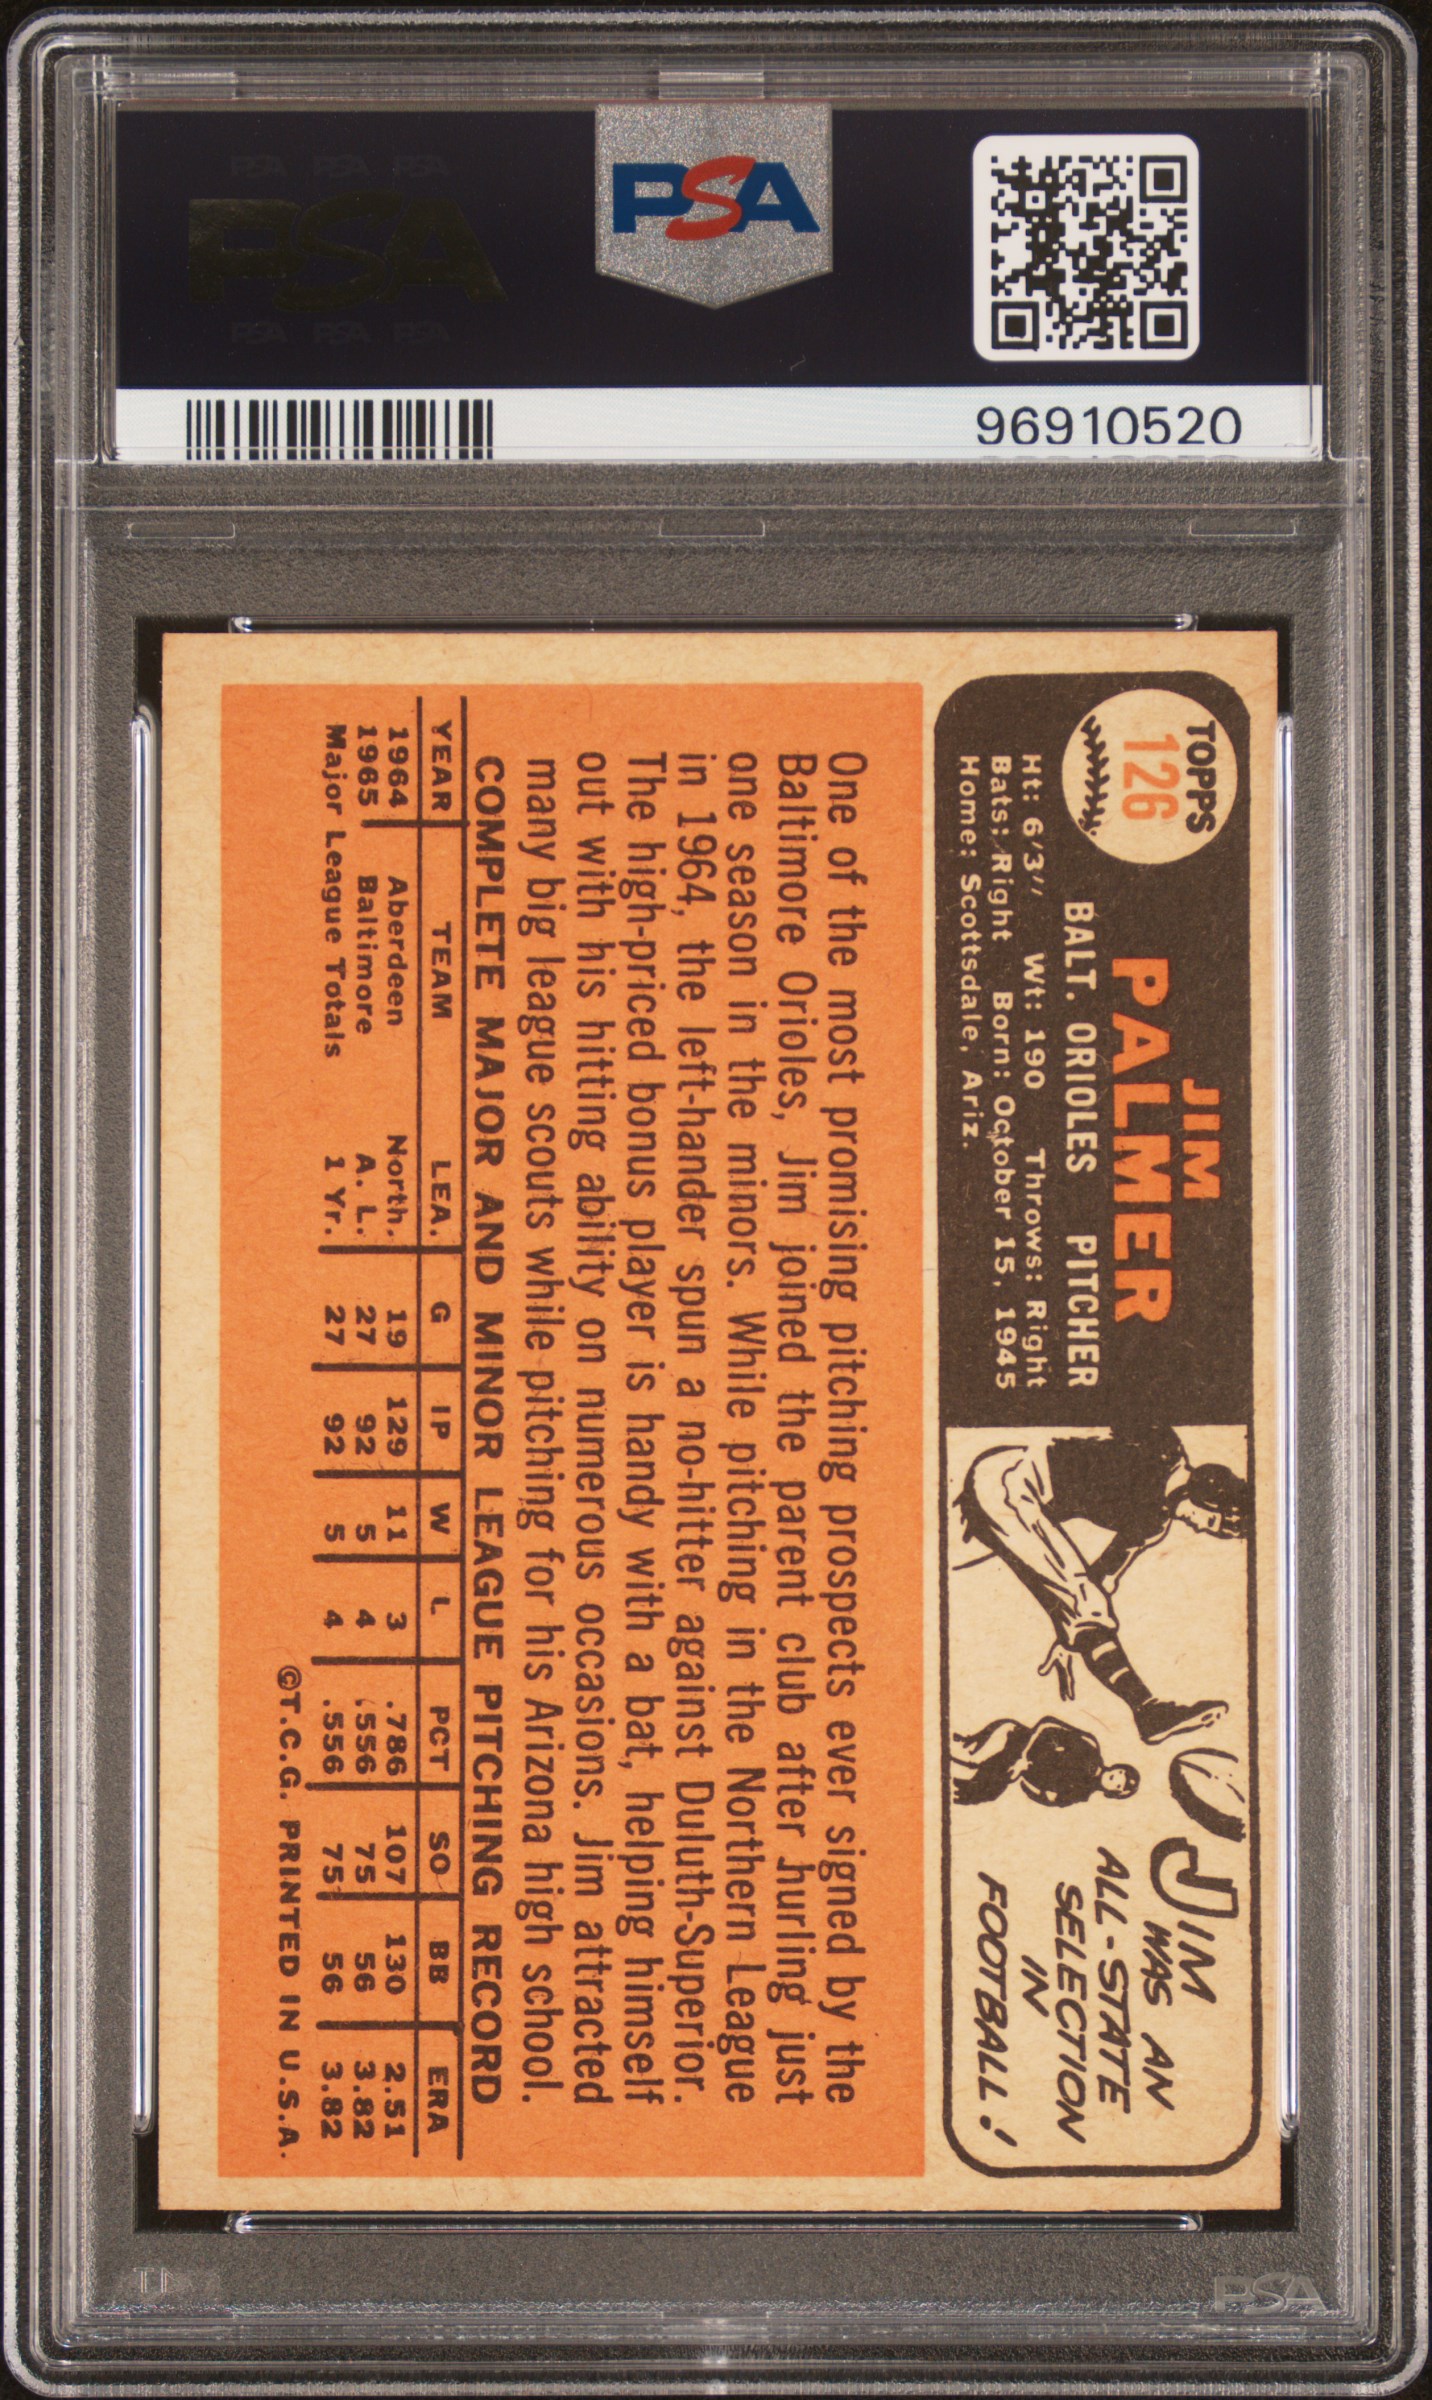 PSA PSA PSA
PSA
PSA PSA PSA
PSA
96910520
TOPPS
126
JIM
PALMER
BALT. ORIOLES PITCHER
Ht: 6'3" Wt: 190 Throws: Right
Bats: Right Born: October 15, 1945
Home: Scottsdale, Ariz.
JIM
WAS AN
ALL-STATE
SELECTION
IN
FOOTBALL!
One of the most promising pitching prospects ever signed by the
Baltimore Orioles, Jim joined the parent club after hurling just
one season in the minors. While pitching in the Northern League
in 1964, the left-hander spun a no-hitter against Duluth-Superior.
The high-priced bonus player is handy with a bat, helping himself
out with his hitting ability on numerous occasions. Jim attracted
many big league scouts while pitching for his Arizona high school.
COMPLETE MAJOR AND MINOR LEAGUE PITCHING RECORD
YEAR TEAM LEA. G IP W L PCT SO BB ERA
1964 Aberdeen North. 19 129 11 3 .786 107 130 2.51
1965 Baltimore A. L. 27 92 5 4 .556 75 56 3.82
Major League Totals 1 Yr. 27 92 5 4 .556 75 56 3.82
©T.C.G. PRINTED IN U.S.A.
PSA